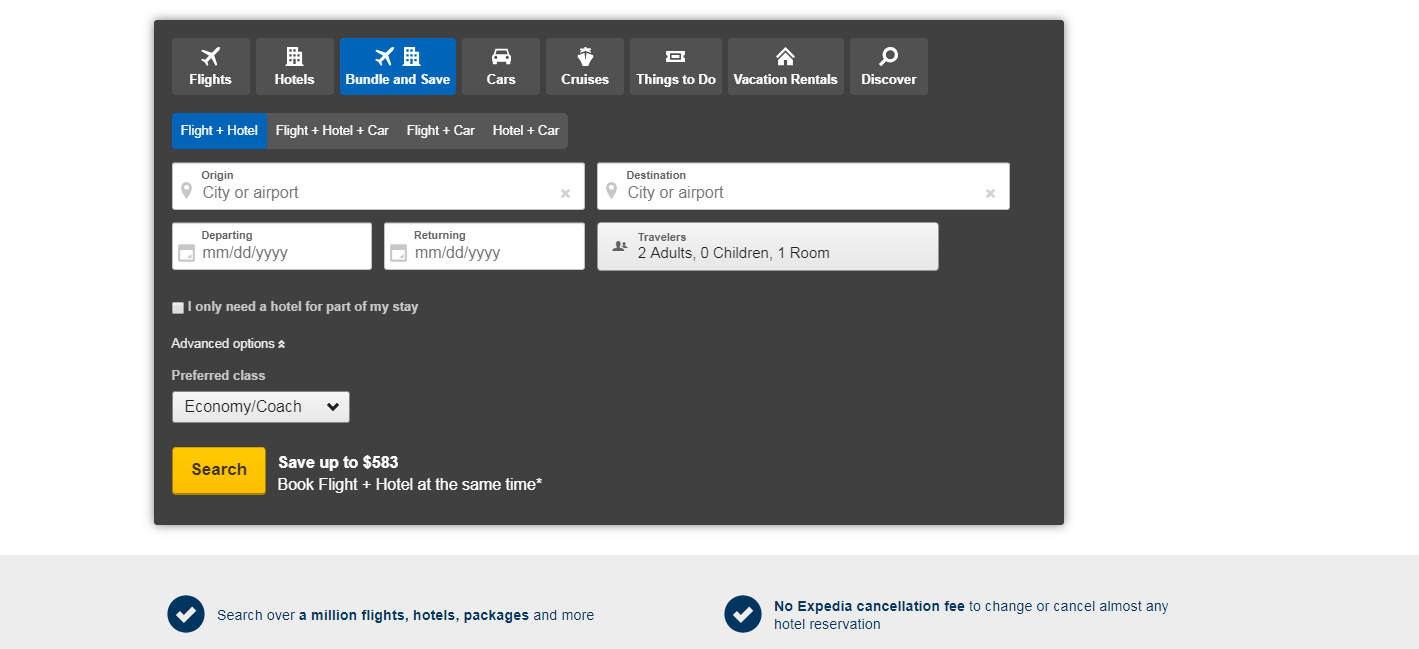 Flights Hotels Bundle and Save Cars Cruises Things to Do Vacation Rentals Discover
Flight + Hotel Flight + Hotel + Car Flight + Car Hotel + Car
Origin
City or airport
Destination
City or airport
Departing
mm/dd/yyyy
Returning
mm/dd/yyyy
Travelers
2 Adults, 0 Children, 1 Room
I only need a hotel for part of my stay
Advanced options
Preferred class
Economy/Coach
Search
Save up to $583
Book Flight + Hotel at the same time*
Search over a million flights, hotels, packages and more
No Expedia cancellation fee to change or cancel almost any
hotel reservation